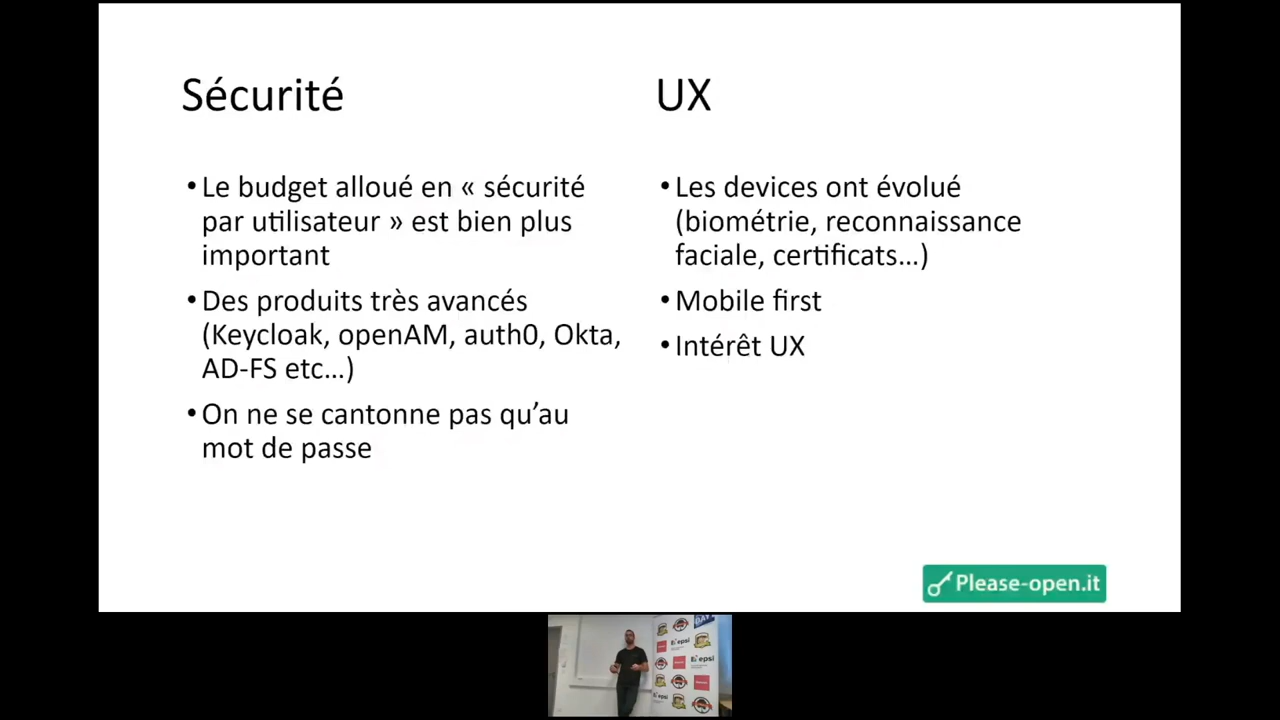 Sécurité
• Le budget alloué en « sécurité
par utilisateur » est bien plus
important
• Des produits très avancés
(Keycloak, openAM, auth0, Okta,
AD-FS etc…)
• On ne se cantonne pas qu’au
mot de passe
UX
• Les devices ont évolué
(biométrie, reconnaissance
faciale, certificats…)
• Mobile first
• Intérêt UX
Please-open.it
epsi
epsi